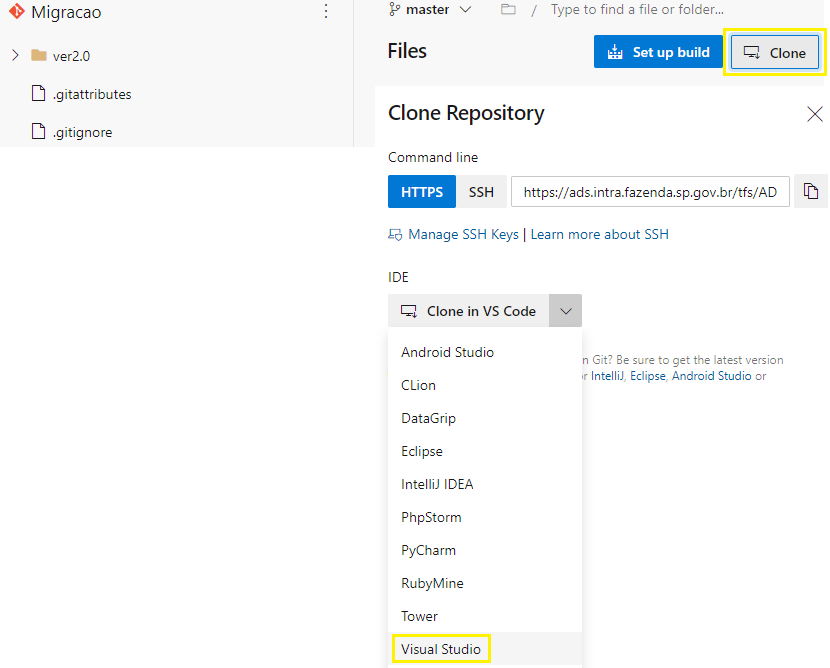 Migracao
ver2.0
.gitattributes
.gitignore
master / Type to find a file or folder...
Files
Set up build
Clone
Clone Repository
Command line
HTTPS SSH https://ads.intra.fazenda.sp.gov.br/tfs/AD
Manage SSH Keys | Learn more about SSH
IDE
Clone in VS Code
Android Studio
n Git? Be sure to get the latest version
or IntelliJ, Eclipse, Android Studio or
CLion
DataGrip
Eclipse
IntelliJ IDEA
PhpStorm
PyCharm
RubyMine
Tower
Visual Studio